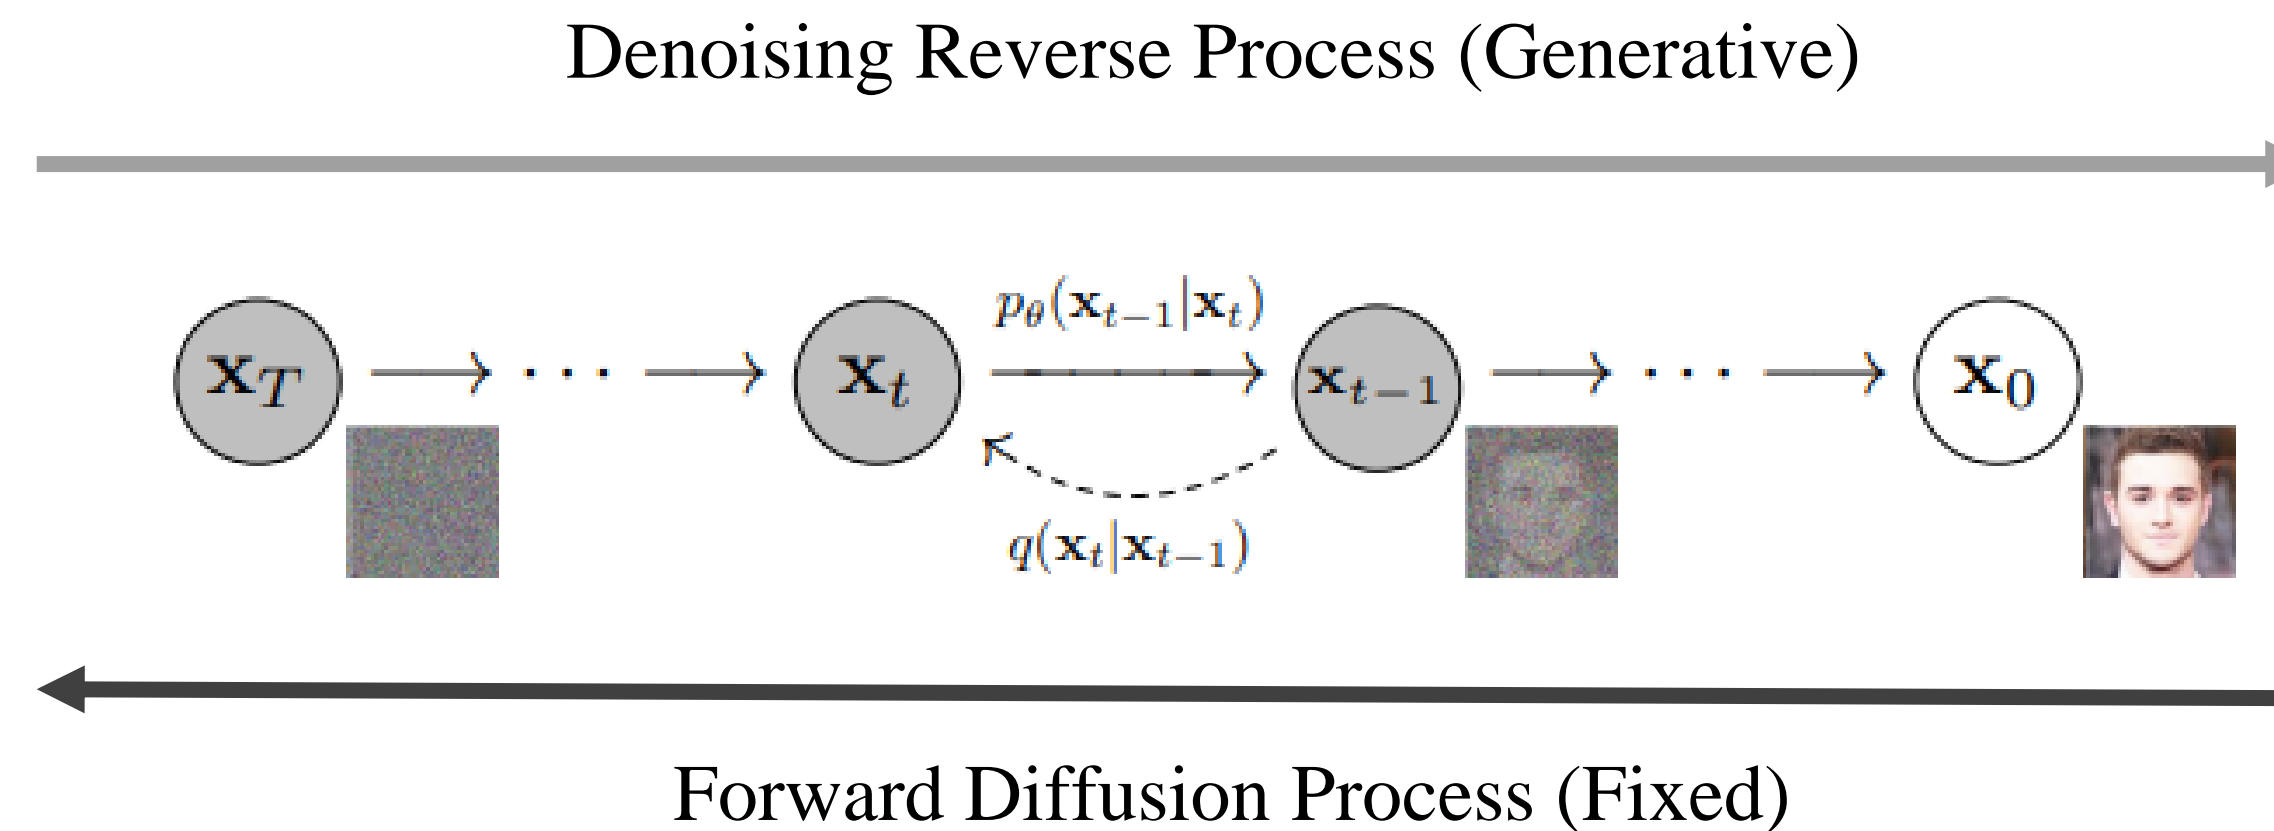 Denoising Reverse Process (Generative)
p_θ(x_{t−1}|x_t)
x_T → ··· → x_t → x_{t−1} → ··· → x_0
q(x_t|x_{t−1})
Forward Diffusion Process (Fixed)